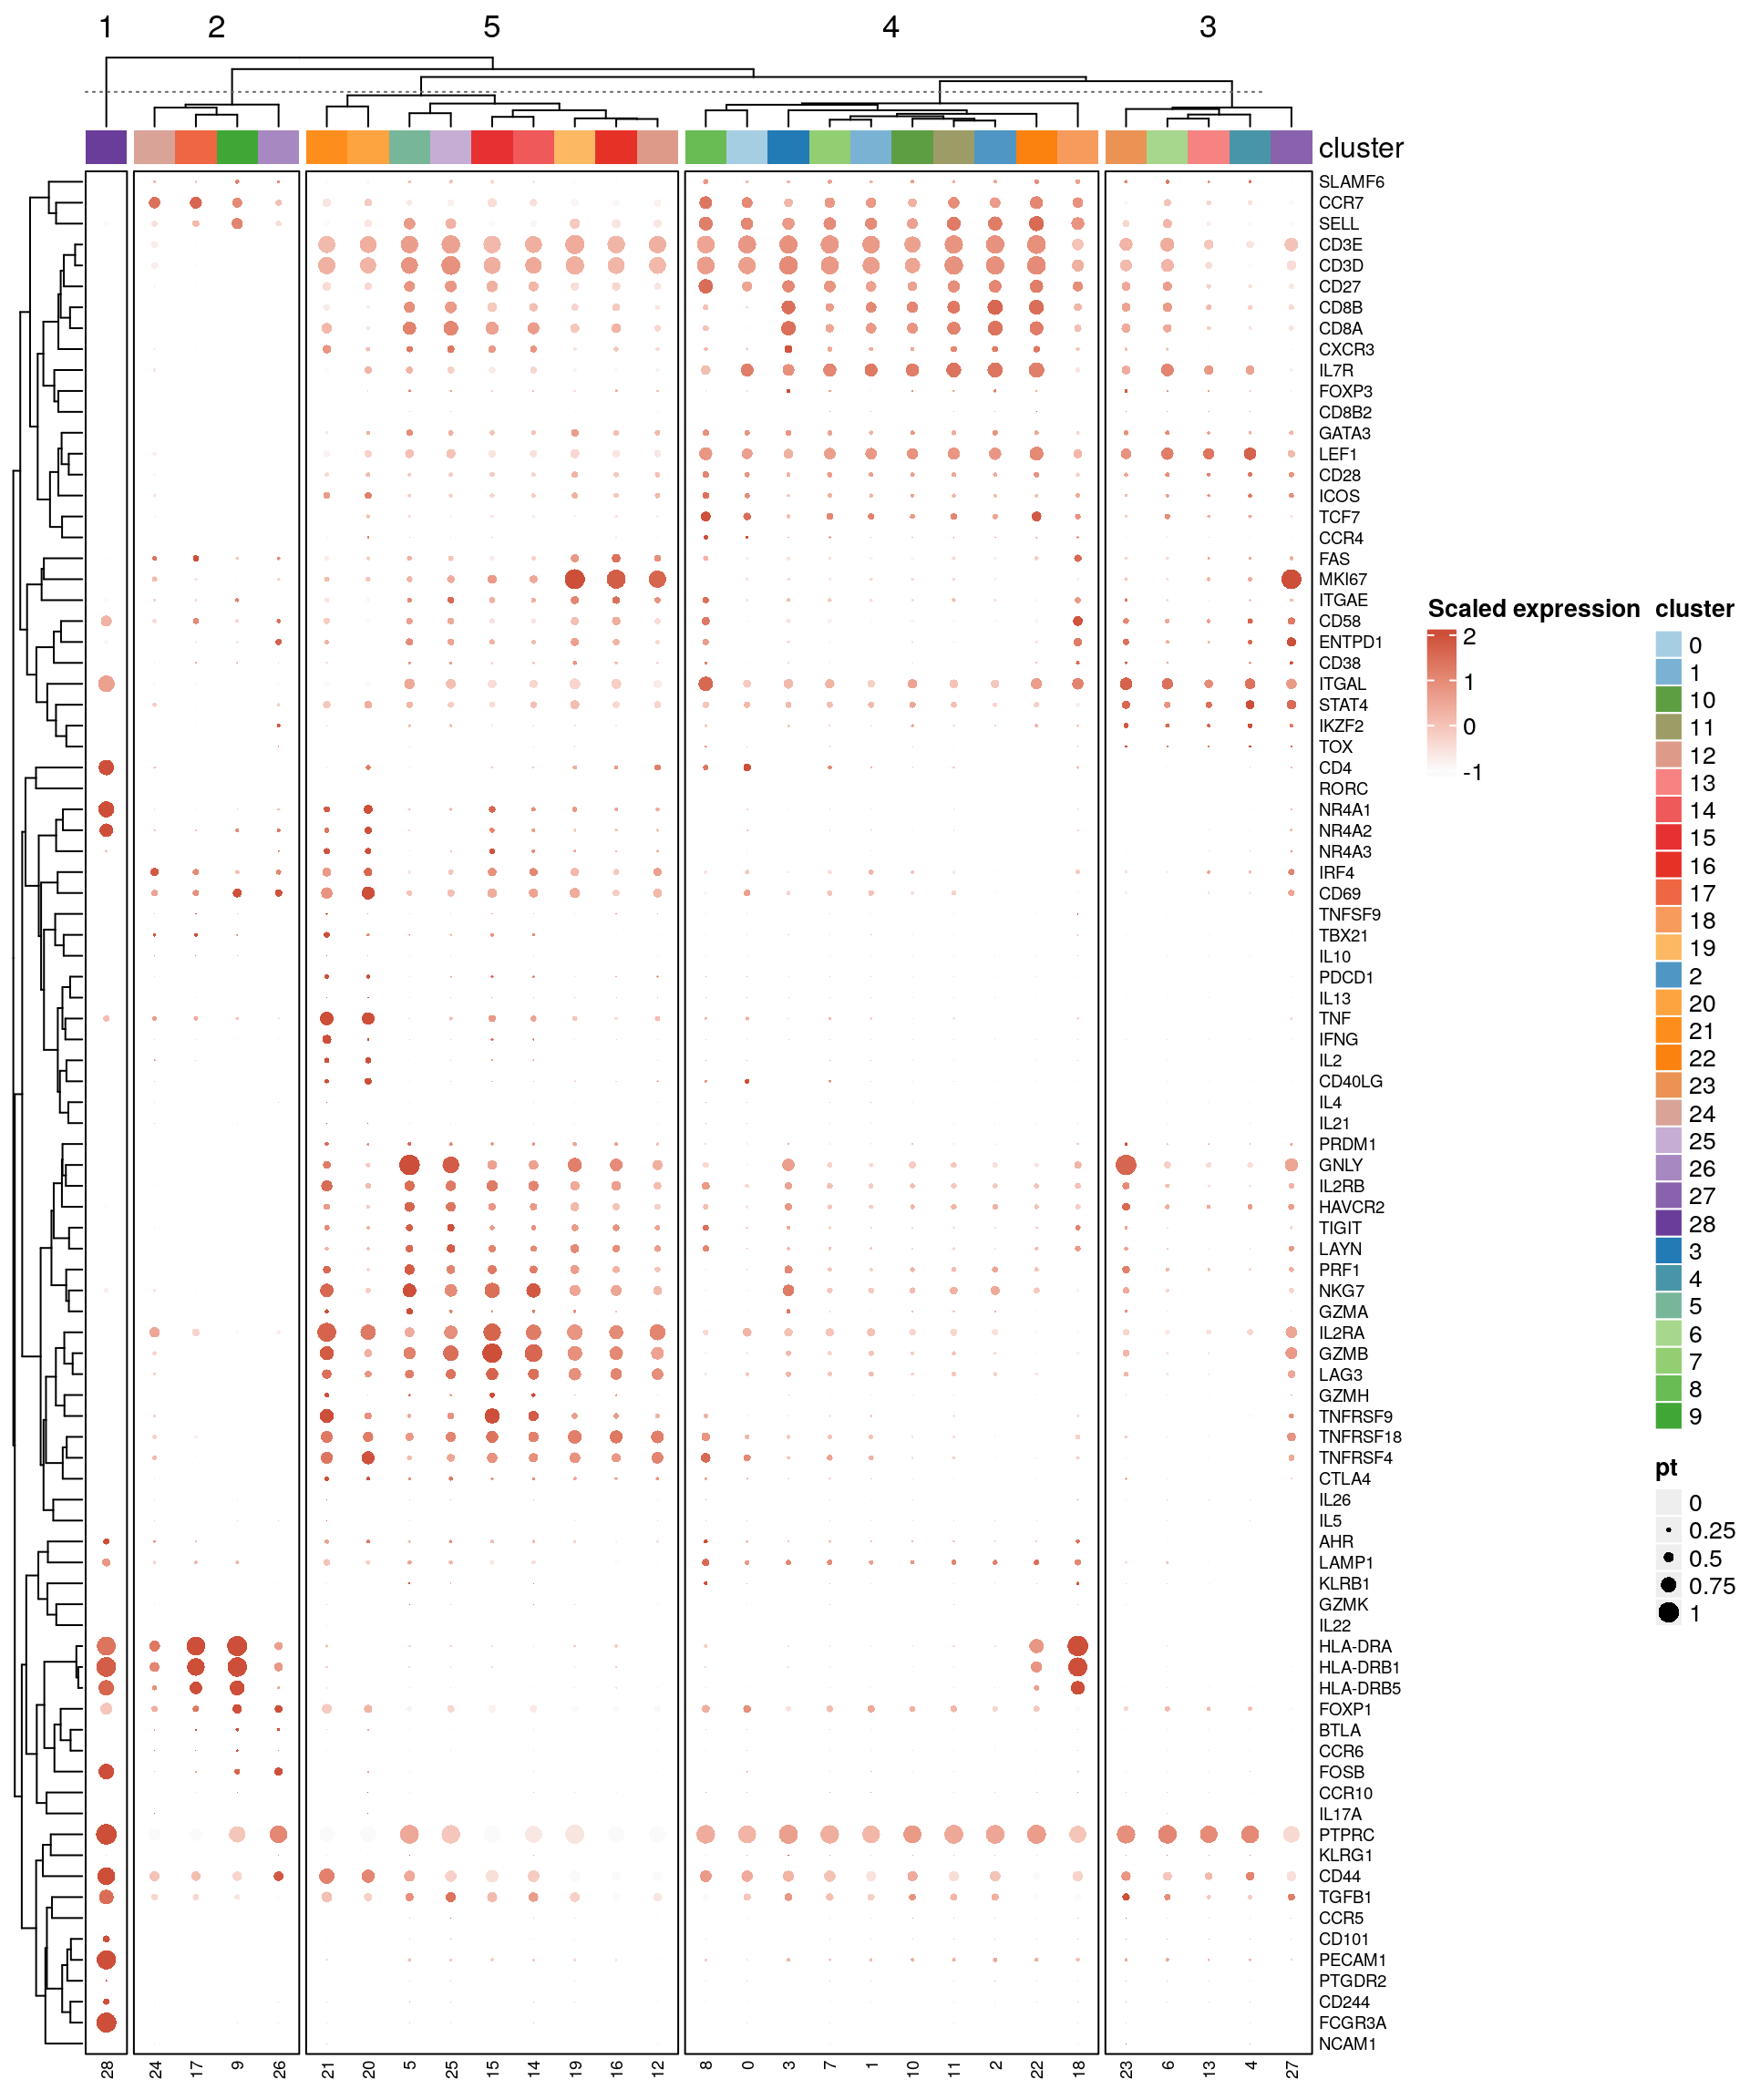 1 2 5 4 3
cluster
SLAMF6
CCR7
SELL
CD3E
CD3D
CD27
CD8B
CD8A
CXCR3
IL7R
FOXP3
CD8B2
GATA3
LEF1
CD28
ICOS
TCF7
CCR4
FAS
MKI67
ITGAE
CD58
ENTPD1
CD38
ITGAL
STAT4
IKZF2
TOX
CD4
RORC
NR4A1
NR4A2
NR4A3
IRF4
CD69
TNFSF9
TBX21
IL10
PDCD1
IL13
TNF
IFNG
IL2
CD40LG
IL4
IL21
PRDM1
GNLY
IL2RB
HAVCR2
TIGIT
LAYN
PRF1
NKG7
GZMA
IL2RA
GZMB
LAG3
GZMH
TNFRSF9
TNFRSF18
TNFRSF4
CTLA4
IL26
IL5
AHR
LAMP1
KLRB1
GZMK
IL22
HLA-DRA
HLA-DRB1
HLA-DRB5
FOXP1
BTLA
CCR6
FOSB
CCR10
IL17A
PTPRC
KLRG1
CD44
TGFB1
CCR5
CD101
PECAM1
PTGDR2
CD244
FCGR3A
NCAM1
28 24 17 9 26 21 20 5 25 15 14 19 16 12 8 0 3 7 1 10 11 2 22 18 23 6 13 4 27
Scaled expression
2
1
0
-1
cluster
0
1
10
11
12
13
14
15
16
17
18
19
2
20
21
22
23
24
25
26
27
28
3
4
5
6
7
8
9
pt
0
0.25
0.5
0.75
1